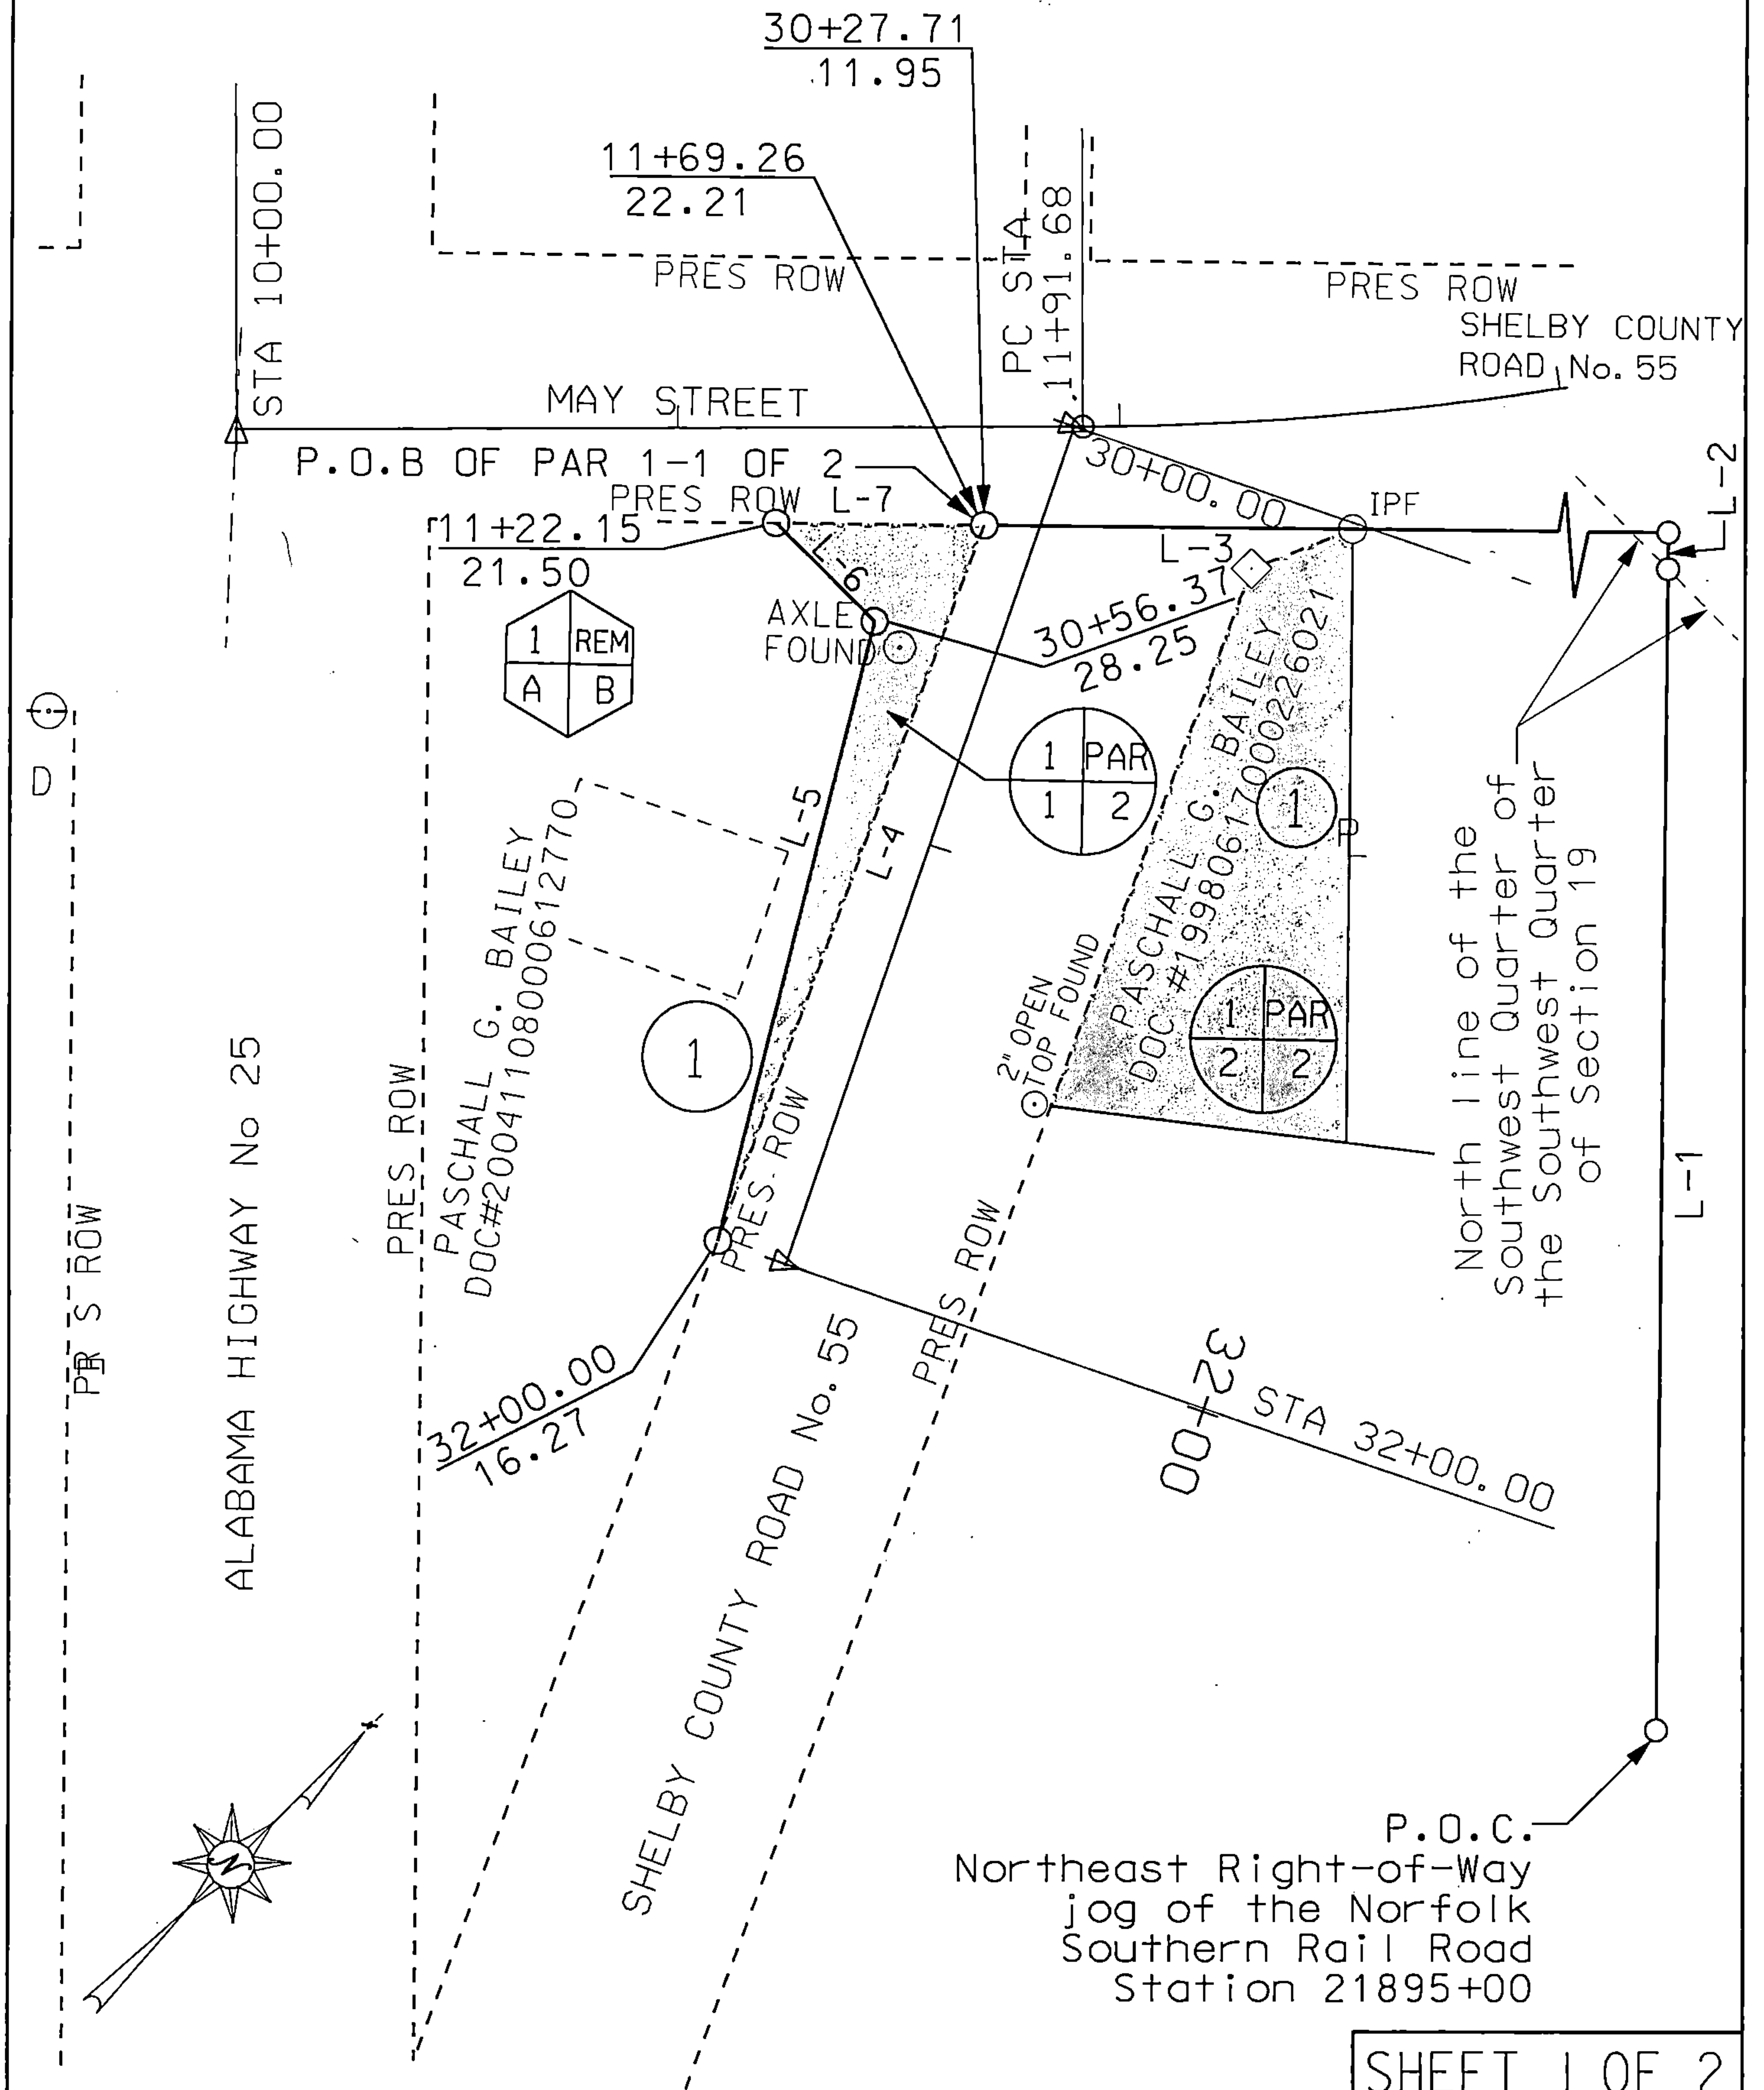 30+27.71
11.95
11+69.26
22.21
STA 10+00.00
PC STA
11+91.68
PRES ROW
PRES ROW
SHELBY COUNTY
ROAD No. 55
MAY STREET
P.O.B OF PAR 1-1 OF 2
PRES ROW L-7
30+00.00
IPF
L-2
11+22.15
21.50
L-6
L-3
AXLE
FOUND
30+56.37
28.25
1 REM
A B
D
1 PAR
1 2
PASCHALL G. BAILEY
1
P
L-5
L-4
PASCHALL G. BAILEY
DOC#20041108000612770
1
2" OPEN
TOP FOUND
1 PAR
2 2
North line of the
Southwest Quarter of
the Southwest Quarter
of Section 19
L-1
PRES ROW
ALABAMA HIGHWAY No 25
PRES ROW
PRES ROW
PRES ROW
32+00.00
16.27
32+00
STA 32+00.00
SHELBY COUNTY ROAD No. 55
N
P.O.C.
Northeast Right-of-Way
jog of the Norfolk
Southern Rail Road
Station 21895+00
SHEET 1 OF 2